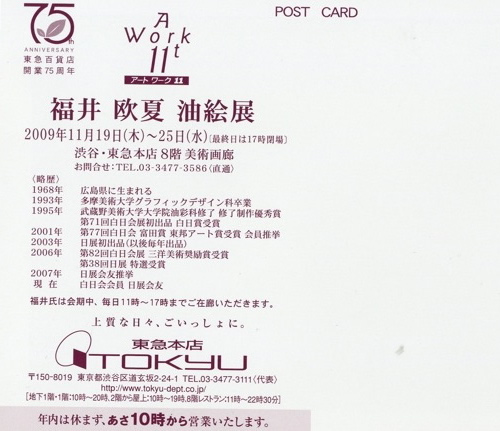 POST CARD
75th
ANNIVERSARY
東急百貨店
開業75周年
Art
Work
11
アート ワーク 11
福井 欧夏 油絵展
2009年11月19日(木)〜25日(水)[最終日は17時閉場]
渋谷・東急本店 8階 美術画廊
お問合せ:TEL.03-3477-3586〈直通〉
〈略歴〉
1968年 広島県に生まれる
1993年 多摩美術大学グラフィックデザイン科卒業
1995年 武蔵野美術大学大学院油彩科修了 修了制作優秀賞
第71回白日会展初出品 白日賞受賞
2001年 第77回白日会 富田賞 東邦アート賞受賞 会員推挙
2003年 日展初出品(以後毎年出品)
2006年 第82回白日会展 三洋美術奨励賞受賞
第38回日展 特選受賞
2007年 日展会友推挙
現 在 白日会会員 日展会友
福井氏は会期中、毎日11時〜17時までご在廊いただきます。
上質な日々、ごいっしょに。
東急本店
TOKYU
〒150-8019 東京都渋谷区道玄坂2-24-1 TEL.03-3477-3111〈代表〉
http://www.tokyu-dept.co.jp/
[地下1階・1階:10時〜20時、2階から屋上:10時〜19時、8階レストラン:11時〜22時30分]
年内は休まず、あさ10時から営業いたします。